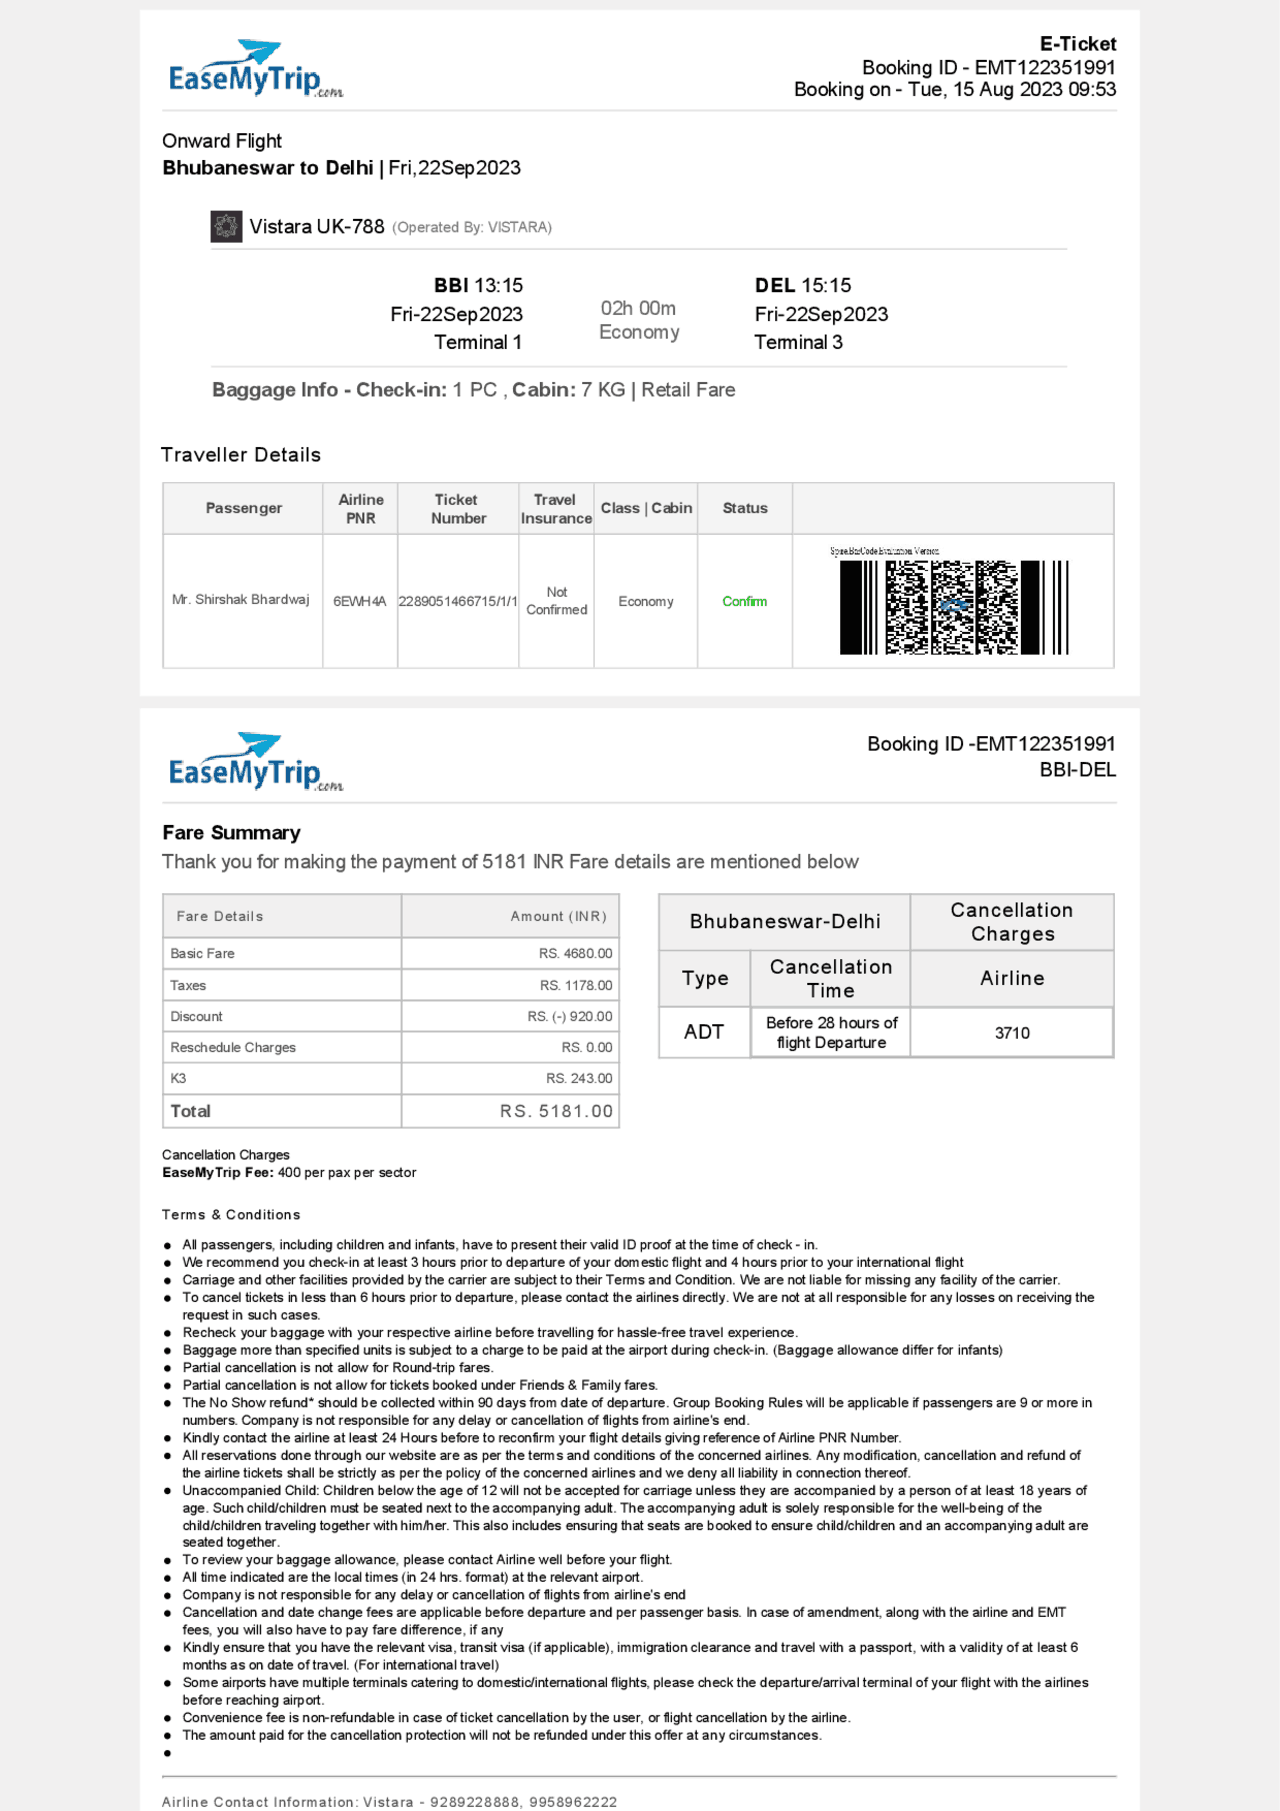 EaseMyTrip.com
E-Ticket
Booking ID - EMT122351991
Booking on - Tue, 15 Aug 2023 09:53
Onward Flight
Bhubaneswar to Delhi | Fri,22Sep2023
Vistara UK-788 (Operated By: VISTARA)
BBI 13:15
Fri-22Sep2023
Terminal 1
02h 00m
Economy
DEL 15:15
Fri-22Sep2023
Terminal 3
Baggage Info - Check-in: 1 PC , Cabin: 7 KG | Retail Fare
Traveller Details
Passenger Airline PNR Ticket Number Travel Insurance Class | Cabin Status
Spire.BarCode Evaluation Version
Mr. Shirshak Bhardwaj 6EWH4A 2289051466715/1/1 Not Confirmed Economy Confirm
EaseMyTrip.com
Booking ID -EMT122351991
BBI-DEL
Fare Summary
Thank you for making the payment of 5181 INR Fare details are mentioned below
Fare Details Amount (INR)
Basic Fare RS. 4680.00
Taxes RS. 1178.00
Discount RS. (-) 920.00
Reschedule Charges RS. 0.00
K3 RS. 243.00
Total RS. 5181.00
Bhubaneswar-Delhi Cancellation Charges
Type Cancellation Time Airline
ADT Before 28 hours of flight Departure 3710
Cancellation Charges
EaseMyTrip Fee: 400 per pax per sector
Terms & Conditions
● All passengers, including children and infants, have to present their valid ID proof at the time of check - in.
● We recommend you check-in at least 3 hours prior to departure of your domestic flight and 4 hours prior to your international flight
● Carriage and other facilities provided by the carrier are subject to their Terms and Condition. We are not liable for missing any facility of the carrier.
● To cancel tickets in less than 6 hours prior to departure, please contact the airlines directly. We are not at all responsible for any losses on receiving the
request in such cases.
● Recheck your baggage with your respective airline before travelling for hassle-free travel experience.
● Baggage more than specified units is subject to a charge to be paid at the airport during check-in. (Baggage allowance differ for infants)
● Partial cancellation is not allow for Round-trip fares.
● Partial cancellation is not allow for tickets booked under Friends & Family fares.
● The No Show refund* should be collected within 90 days from date of departure. Group Booking Rules will be applicable if passengers are 9 or more in
numbers. Company is not responsible for any delay or cancellation of flights from airline's end.
● Kindly contact the airline at least 24 Hours before to reconfirm your flight details giving reference of Airline PNR Number.
● All reservations done through our website are as per the terms and conditions of the concerned airlines. Any modification, cancellation and refund of
the airline tickets shall be strictly as per the policy of the concerned airlines and we deny all liability in connection thereof.
● Unaccompanied Child: Children below the age of 12 will not be accepted for carriage unless they are accompanied by a person of at least 18 years of
age. Such child/children must be seated next to the accompanying adult. The accompanying adult is solely responsible for the well-being of the
child/children traveling together with him/her. This also includes ensuring that seats are booked to ensure child/children and an accompanying adult are
seated together.
● To review your baggage allowance, please contact Airline well before your flight.
● All time indicated are the local times (in 24 hrs. format) at the relevant airport.
● Company is not responsible for any delay or cancellation of flights from airline's end
● Cancellation and date change fees are applicable before departure and per passenger basis. In case of amendment, along with the airline and EMT
fees, you will also have to pay fare difference, if any
● Kindly ensure that you have the relevant visa, transit visa (if applicable), immigration clearance and travel with a passport, with a validity of at least 6
months as on date of travel. (For international travel)
● Some airports have multiple terminals catering to domestic/international flights, please check the departure/arrival terminal of your flight with the airlines
before reaching airport.
● Convenience fee is non-refundable in case of ticket cancellation by the user, or flight cancellation by the airline.
● The amount paid for the cancellation protection will not be refunded under this offer at any circumstances.
●
Airline Contact Information: Vistara - 9289228888, 9958962222